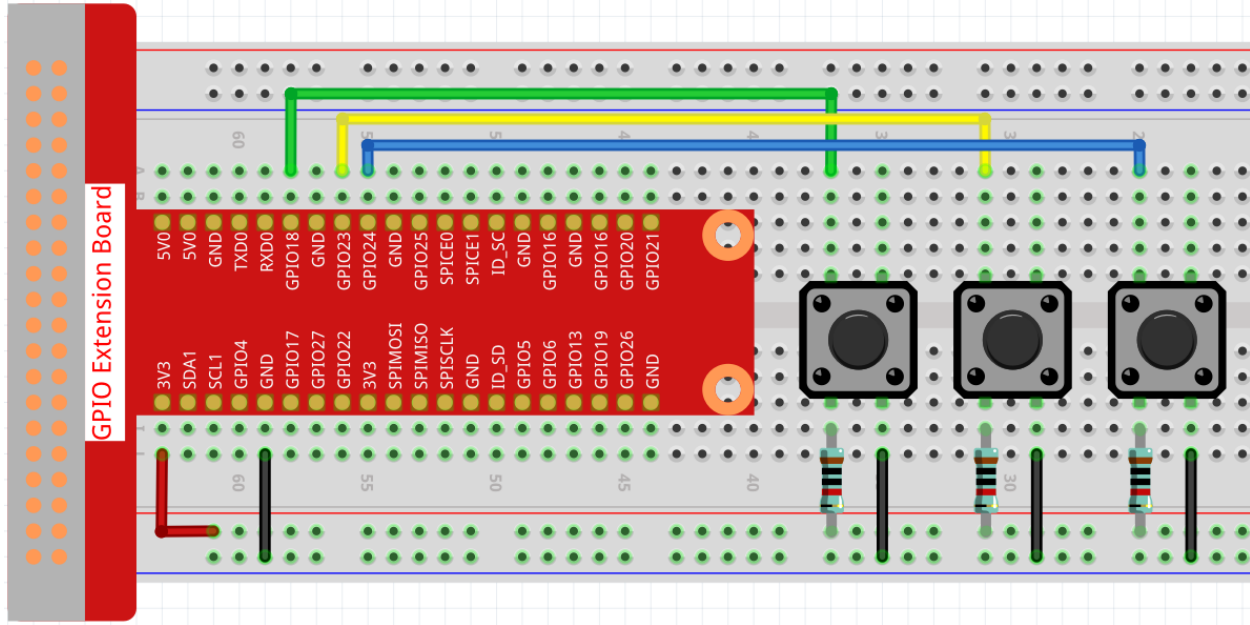 GPIO Extension Board
60
5
5
4
4
3
3
2
5V0
5V0
GND
TXD0
RXD0
GPIO18
GND
GPIO23
GPIO24
GND
GPIO25
SPICE0
SPICE1
ID_SC
GND
GPIO16
GND
GPIO16
GPIO20
GPIO21
3V3
SDA1
SCL1
GPIO4
GND
GPIO17
GPIO27
GPIO22
3V3
SPIMOSI
SPIMISO
SPISCLK
GND
ID_SD
GPIO5
GPIO6
GPIO13
GPIO19
GPIO26
GND
60
55
50
45
40
30